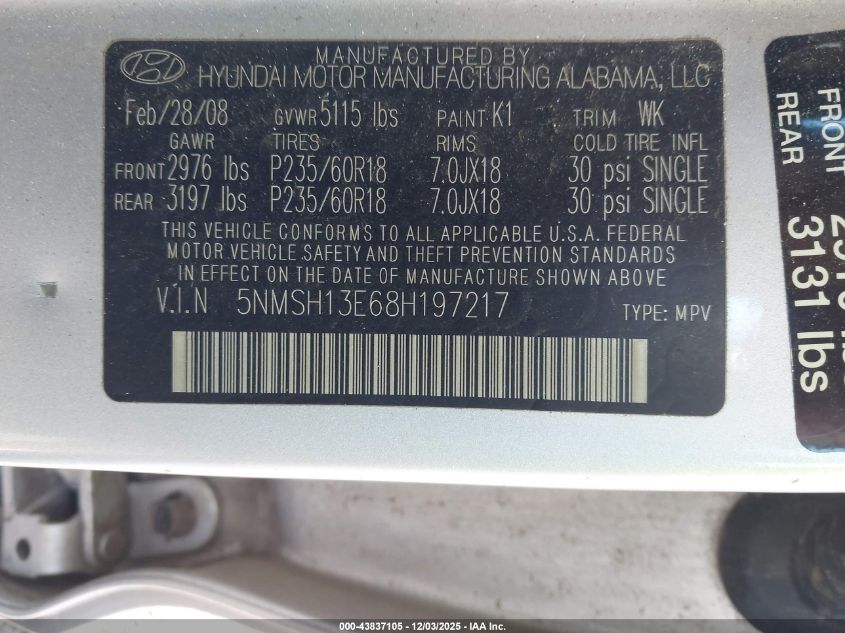 MANUFACTURED BY
HYUNDAI MOTOR MANUFACTURING ALABAMA, LLC
Feb/28/08 GVWR 5115 lbs PAINT K1 TRIM WK
GAWR TIRES RIMS COLD TIRE INFL
FRONT 2976 lbs P235/60R18 7.0JX18 30 psi SINGLE
REAR 3197 lbs P235/60R18 7.0JX18 30 psi SINGLE
THIS VEHICLE CONFORMS TO ALL APPLICABLE U.S.A. FEDERAL
MOTOR VEHICLE SAFETY AND THEFT PREVENTION STANDARDS
IN EFFECT ON THE DATE OF MANUFACTURE SHOWN ABOVE
V.I.N 5NMSH13E68H197217 TYPE: MPV
FRONT
REAR 3131 lbs
000-43837105 - 12/03/2025 - IAA Inc.